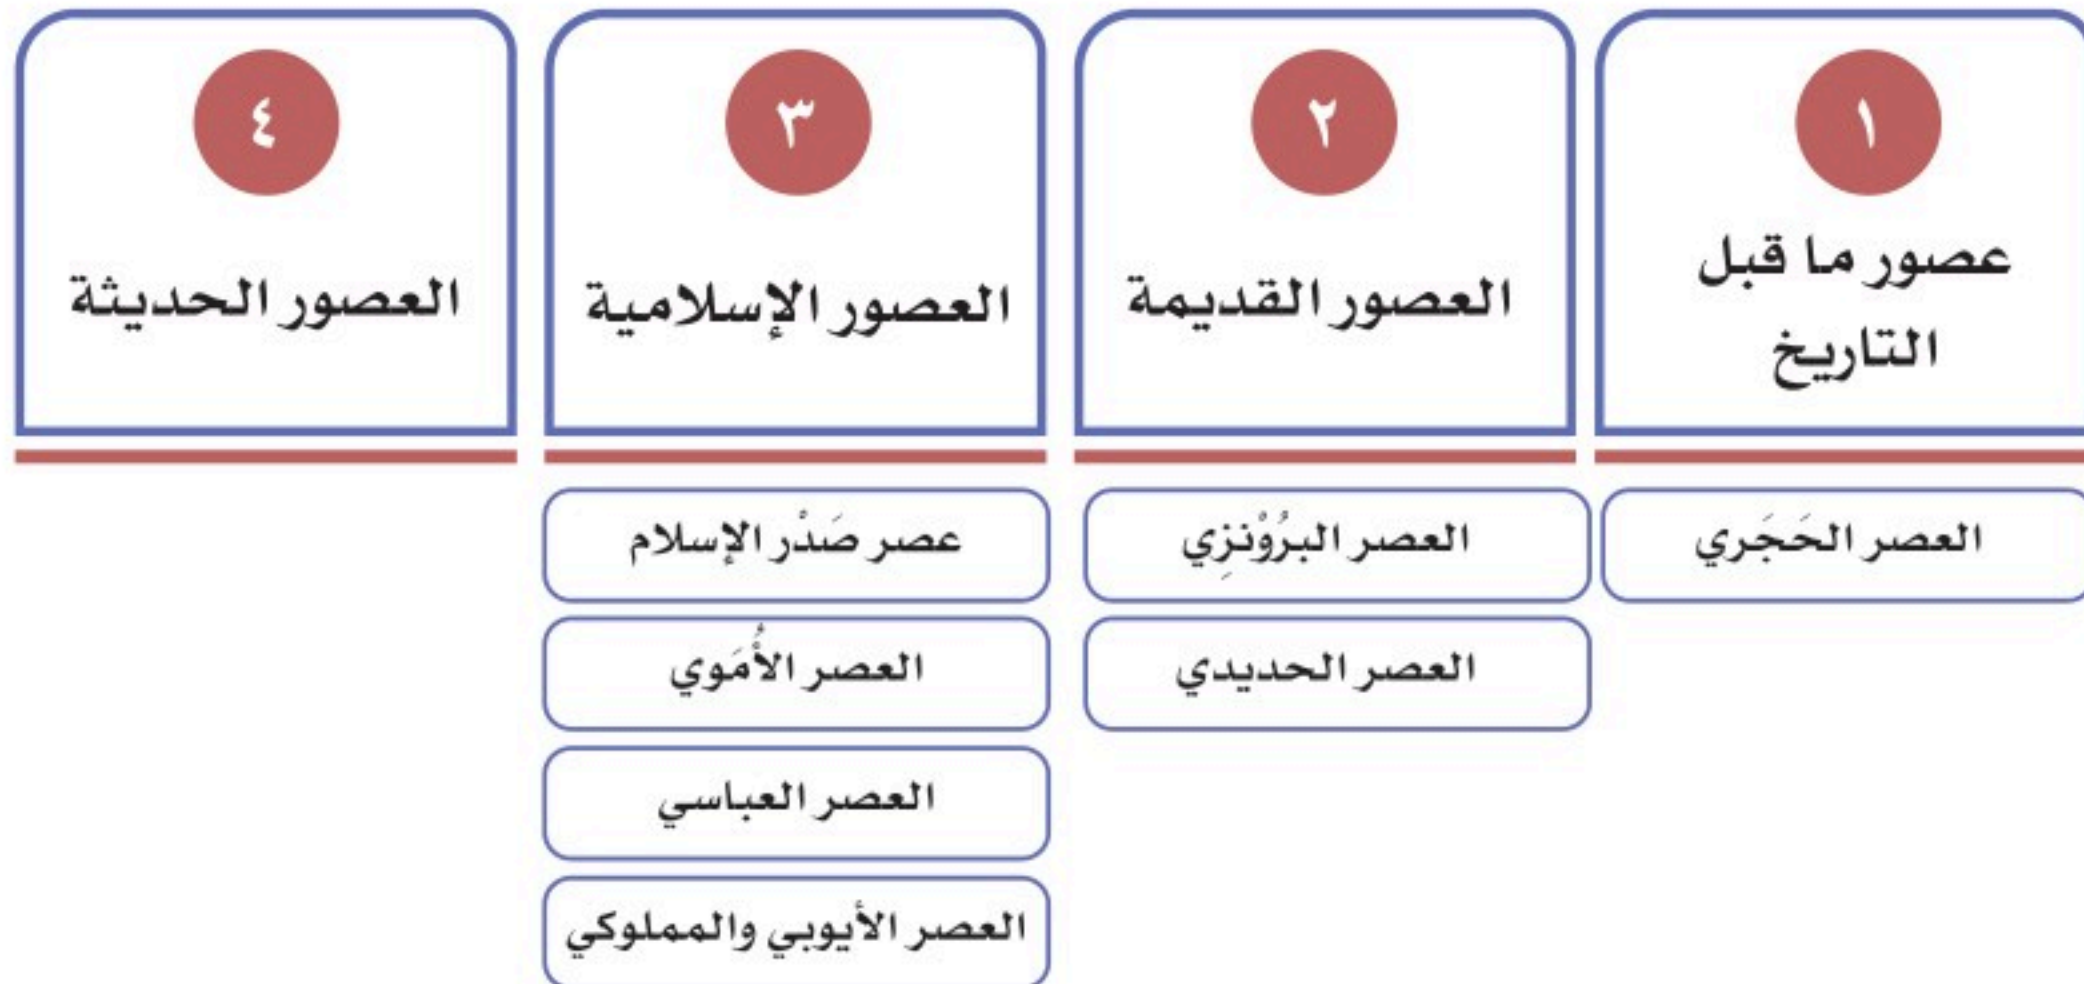 ١
عصور ما قبل
التاريخ
العصر الحَجَري
٢
العصور القديمة
العصر البرُوْنزِي
العصر الحديدي
٣
العصور الإسلامية
عصر صَدْر الإسلام
العصر الأُمَوي
العصر العباسي
العصر الأيوبي والمملوكي
٤
العصور الحديثة